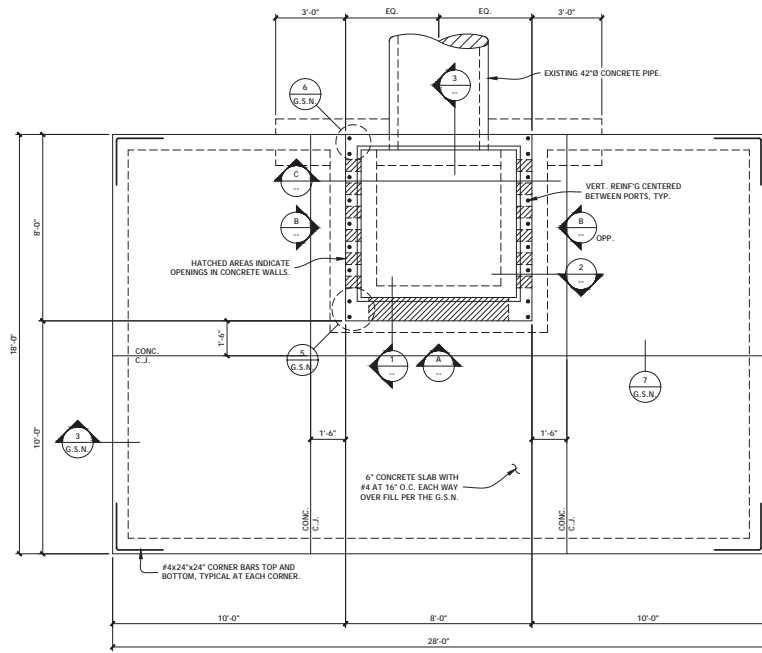 3'-0"
EQ.
EQ.
3'-0"
EXISTING 42"Ø CONCRETE PIPE.
3
--
6
G.S.N.
C
--
VERT. REINF'G CENTERED
BETWEEN PORTS, TYP.
B
--
B
--
OPP.
8'-0"
HATCHED AREAS INDICATE
OPENINGS IN CONCRETE WALLS.
2
--
18'-0"
1'-6"
CONC.
C.J.
5
G.S.N.
1
--
A
--
7
G.S.N.
3
G.S.N.
10'-0"
1'-6"
1'-6"
6" CONCRETE SLAB WITH
#4 AT 16" O.C. EACH WAY
OVER FILL PER THE G.S.N.
CONC.
C.J.
CONC.
C.J.
#4x24"x24" CORNER BARS TOP AND
BOTTOM, TYPICAL AT EACH CORNER.
10'-0"
8'-0"
10'-0"
28'-0"